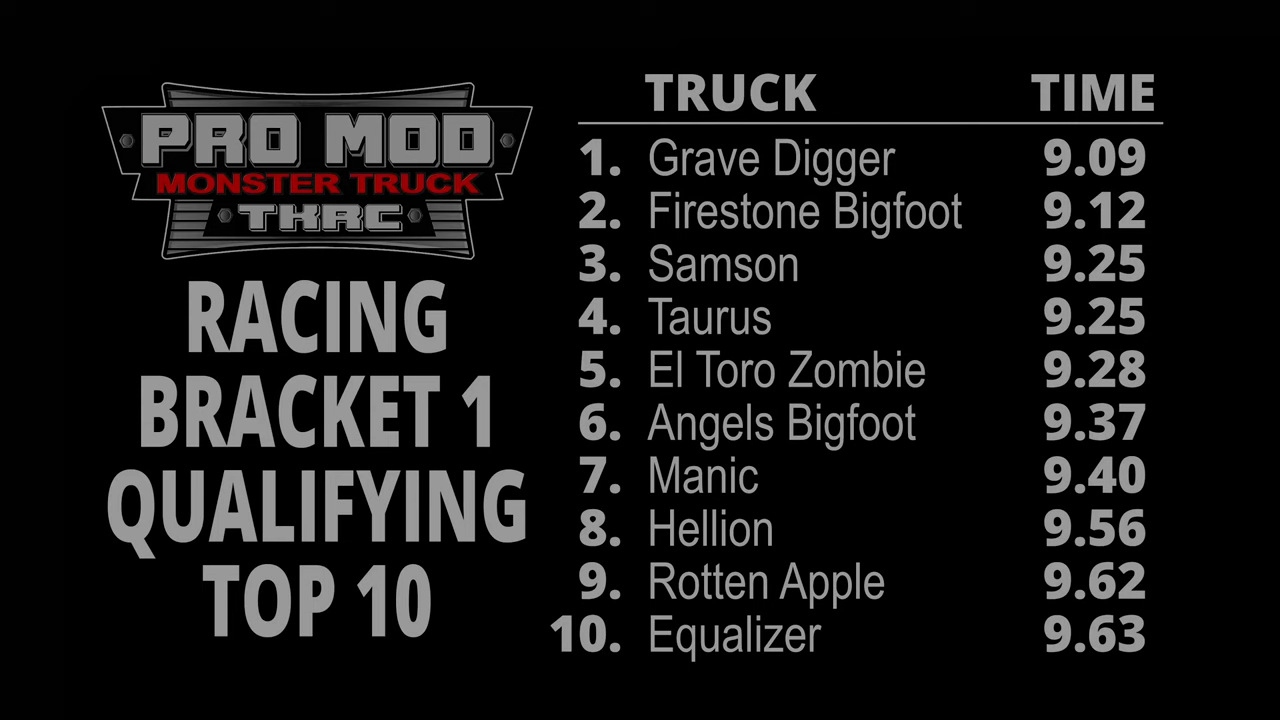 PRO MOD
MONSTER TRUCK
TKRC
RACING
BRACKET 1
QUALIFYING
TOP 10
TRUCK TIME
1. Grave Digger 9.09
2. Firestone Bigfoot 9.12
3. Samson 9.25
4. Taurus 9.25
5. El Toro Zombie 9.28
6. Angels Bigfoot 9.37
7. Manic 9.40
8. Hellion 9.56
9. Rotten Apple 9.62
10. Equalizer 9.63